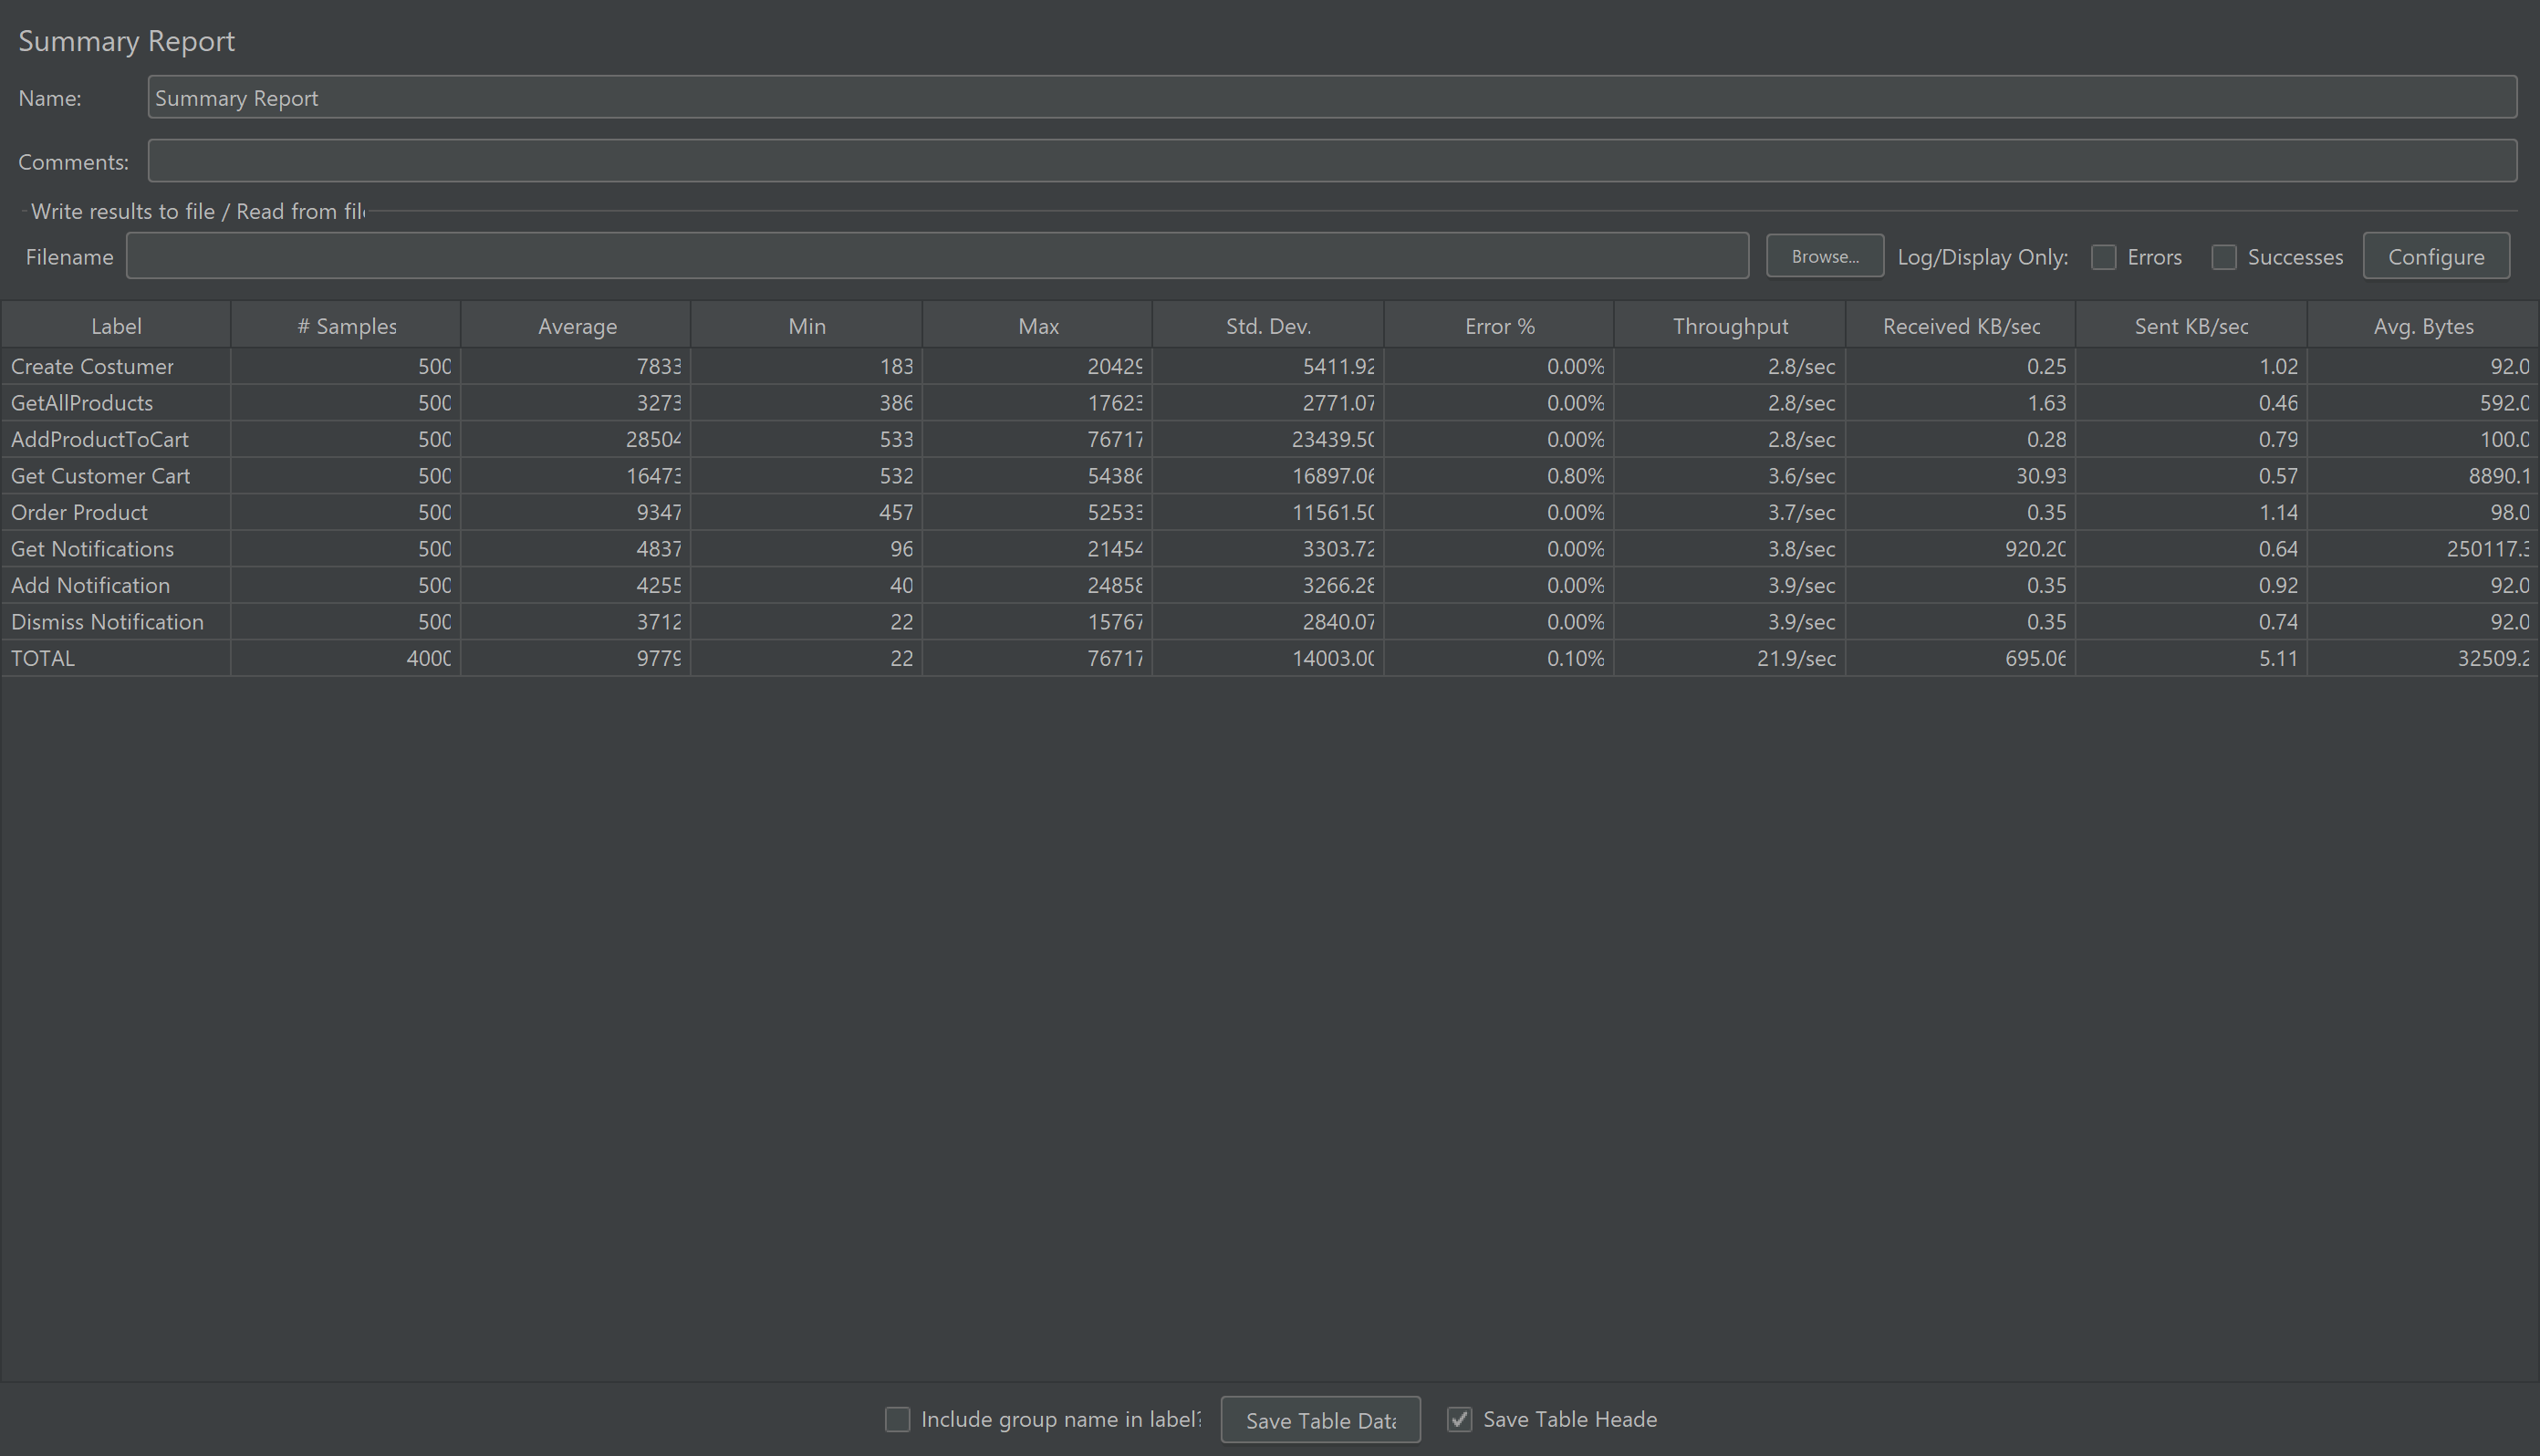 Summary Report
Name: Summary Report
Comments:
Write results to file / Read from file
Filename Browse... Log/Display Only: Errors Successes Configure
Label # Samples Average Min Max Std. Dev. Error % Throughput Received KB/sec Sent KB/sec Avg. Bytes
Create Costumer 500 7833 183 20429 5411.92 0.00% 2.8/sec 0.25 1.02 92.0
GetAllProducts 500 3273 386 17623 2771.07 0.00% 2.8/sec 1.63 0.46 592.0
AddProductToCart 500 28504 533 76717 23439.50 0.00% 2.8/sec 0.28 0.79 100.0
Get Customer Cart 500 16473 532 54386 16897.06 0.80% 3.6/sec 30.93 0.57 8890.1
Order Product 500 9347 457 52533 11561.50 0.00% 3.7/sec 0.35 1.14 98.0
Get Notifications 500 4837 96 21454 3303.72 0.00% 3.8/sec 920.20 0.64 250117.3
Add Notification 500 4255 40 24858 3266.28 0.00% 3.9/sec 0.35 0.92 92.0
Dismiss Notification 500 3712 22 15767 2840.07 0.00% 3.9/sec 0.35 0.74 92.0
TOTAL 4000 9779 22 76717 14003.00 0.10% 21.9/sec 695.06 5.11 32509.2
Include group name in label? Save Table Data Save Table Heade